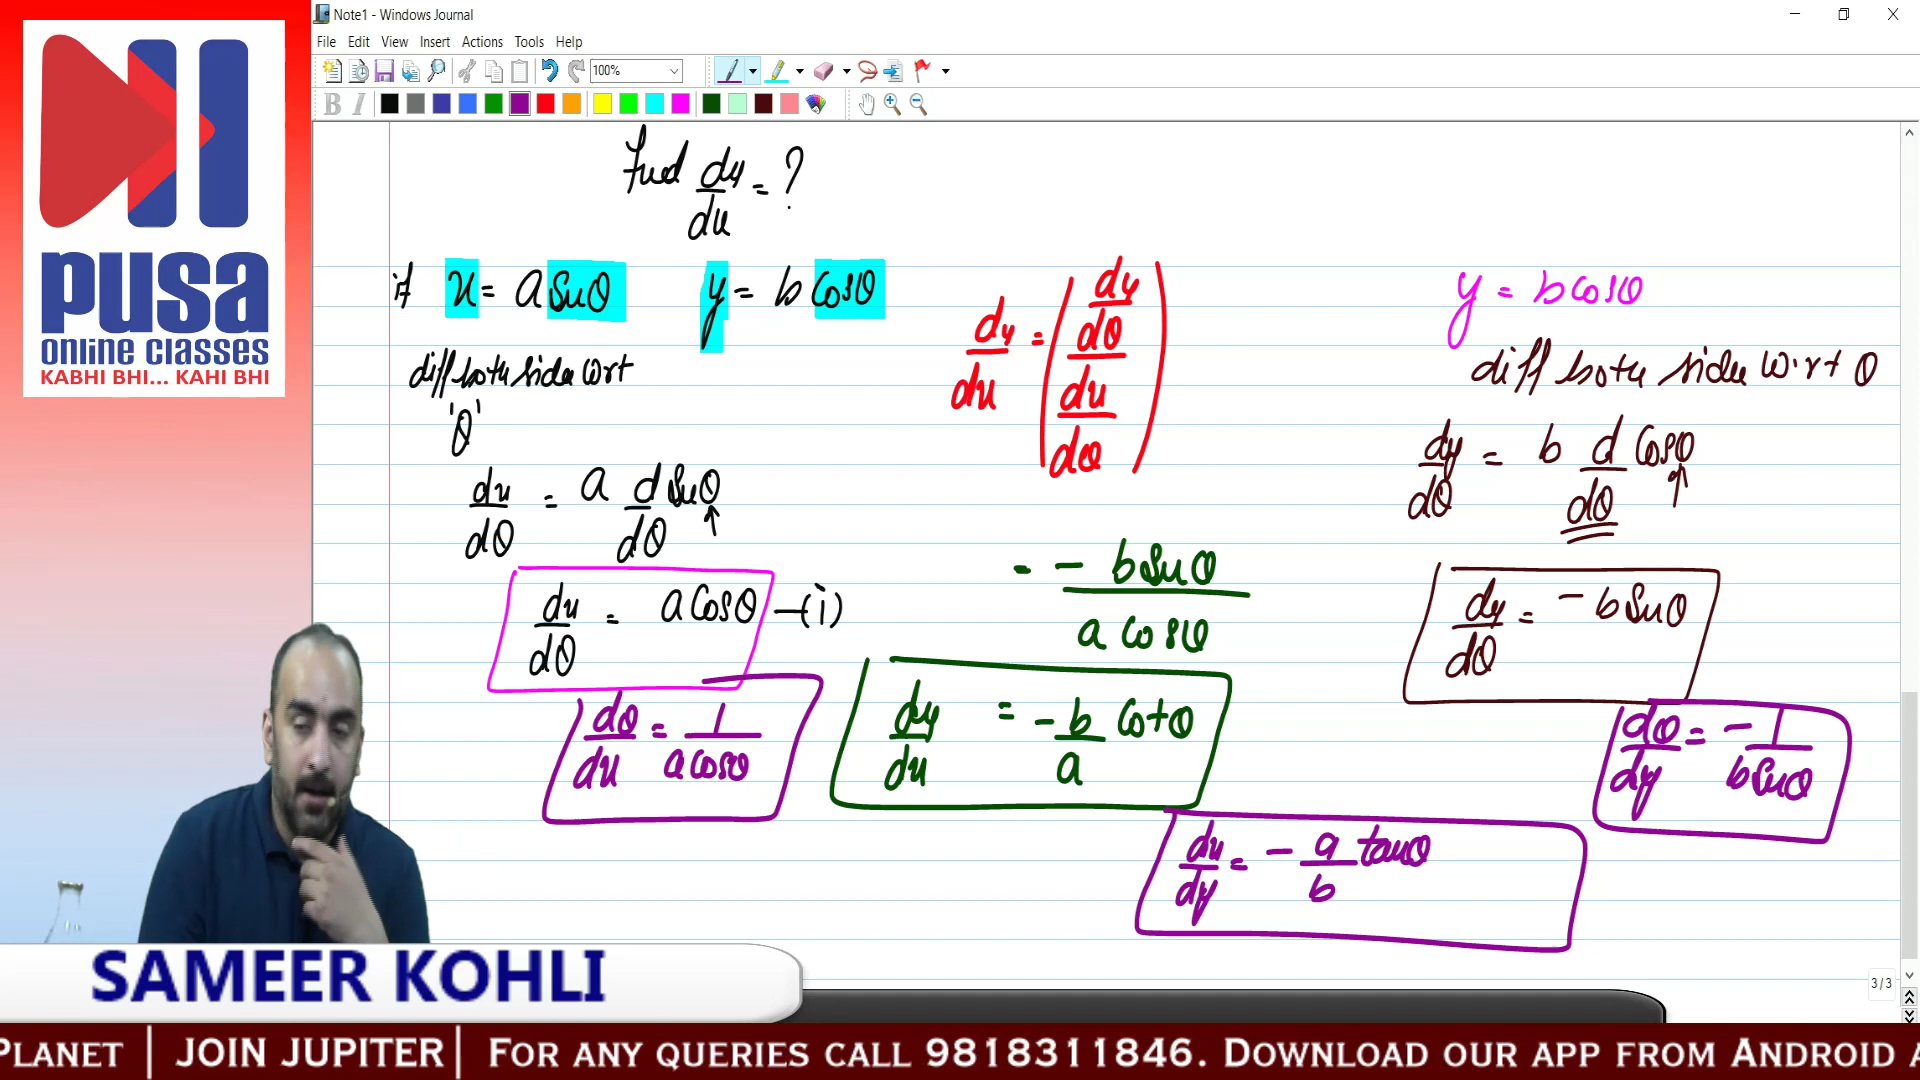 Note1 - Windows Journal
File Edit View Insert Actions Tools Help
100%
B I
PUSA
ONLINE CLASSES
KABHI BHI... KAHI BHI
Find dy/dx = ?
if x = a Sinθ y = b Cosθ
diff both side wrt
'θ'
dx/dθ = a d/dθ Sinθ
dx/dθ = a Cosθ —(i)
dθ/dx = 1/a cosθ
dy/dx = (dy/dθ / dx/dθ)
= - b Sinθ / a cosθ
dy/dx = - b/a cotθ
dx/dy = - a/b tanθ
y = b cosθ
diff both side w.r.t θ
dy/dθ = b d/dθ Cosθ
dy/dθ = - b Sinθ
dθ/dy = - 1/b Sinθ
3 / 3
SAMEER KOHLI
PLANET | JOIN JUPITER | FOR ANY QUERIES CALL 9818311846. DOWNLOAD OUR APP FROM ANDROID A